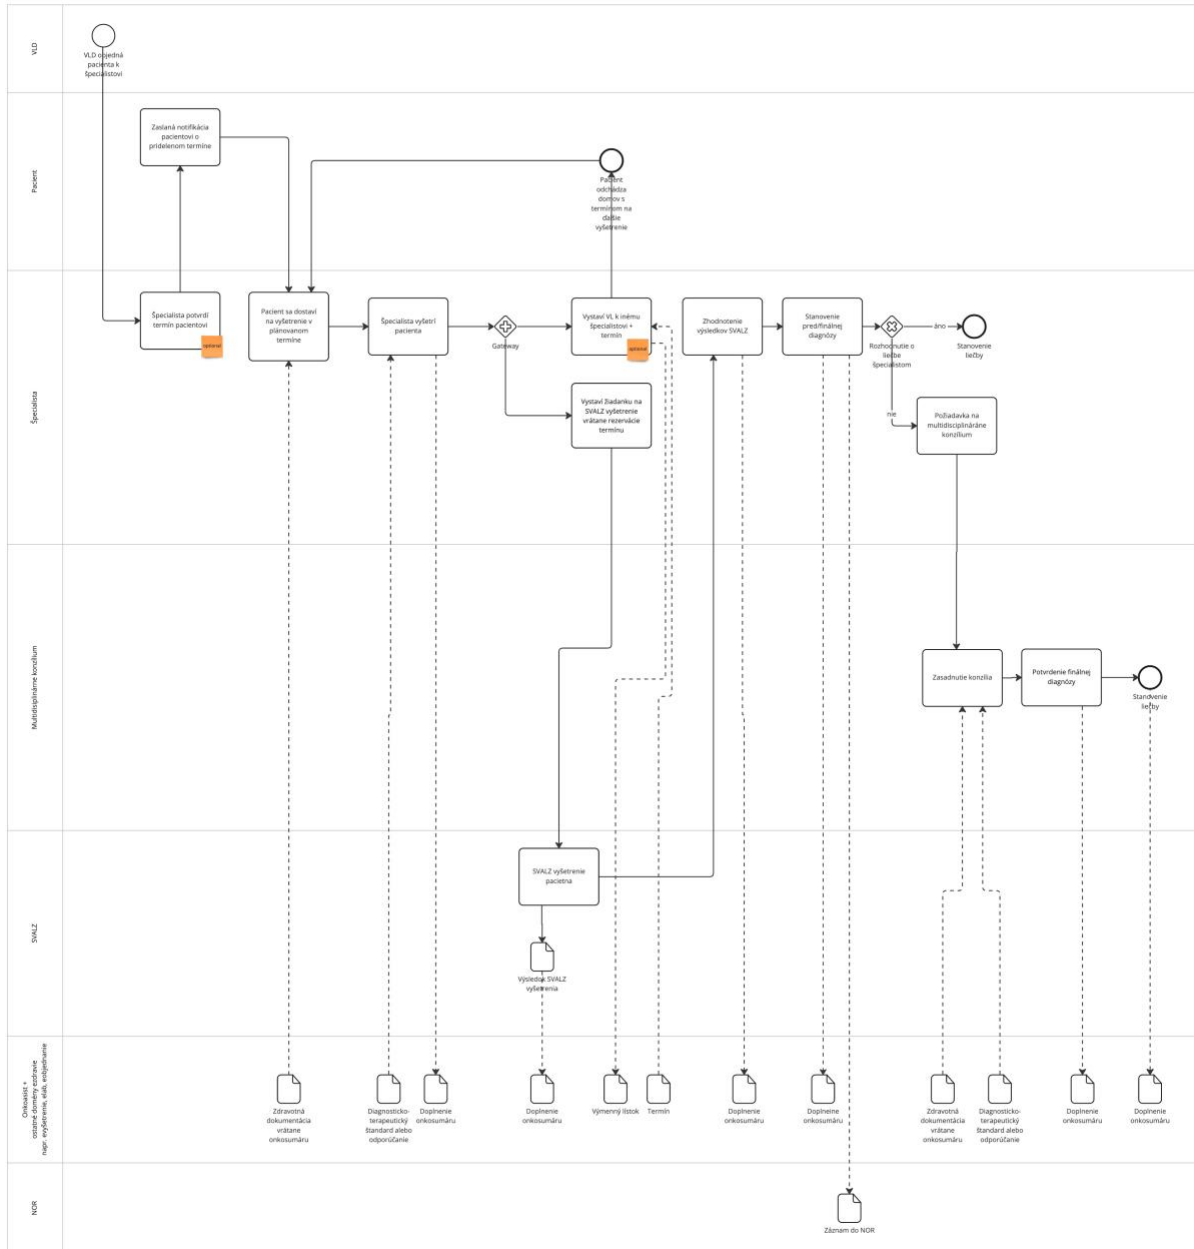 VLD
VLD objedná
pacienta k
špecialistovi
Pacient
Zaslaná notifikácia
pacientovi o
pridelenom termíne
Pacient
odchádza
domov s
termínom na
ďalšie
vyšetrenie
Špecialista
Špecialista potvrdí
termín pacientovi
optional
Pacient sa dostaví
na vyšetrenie v
plánovanom
termíne
Špecialista vyšetrí
pacienta
Gateway
Vystaví VL k inému
špecialistovi +
termín
optional
Vystaví žiadanku na
SVALZ vyšetrenie
vrátane rezervácie
termínu
Zhodnotenie
výsledkov SVALZ
Stanovenie
pred/finálnej
diagnózy
Rozhodnutie o
liečbe
špecialistom
áno
Stanovenie
liečby
nie
Požiadavka na
multidisciplinárane
konzílium
Multidisiplinárne konzílium
Zasadnutie konzília
Potvrdenie finálnej
diagnózy
Stanovenie
liečby
SVALZ
SVALZ vyšetrenie
pacietna
Výsledok SVALZ
vyšetrenia
Onkoasist +
ostatné domény ezdravie
napr. evyšetrenie, elab, eobjednanie
Zdravotná
dokumentácia
vrátane
onkosumáru
Diagnosticko-
terapeutický
štandard alebo
odporúčanie
Doplnenie
onkosumáru
Doplnenie
onkosumáru
Výmenný lístok
Termín
Doplnenie
onkosumáru
Doplneine
onkosumáru
Zdravotná
dokumentácia
vrátane
onkosumáru
Diagnosticko-
terapeutický
štandard alebo
odporúčanie
Doplnenie
onkosumáru
Doplnenie
onkosumáru
NOR
Záznam do NOR